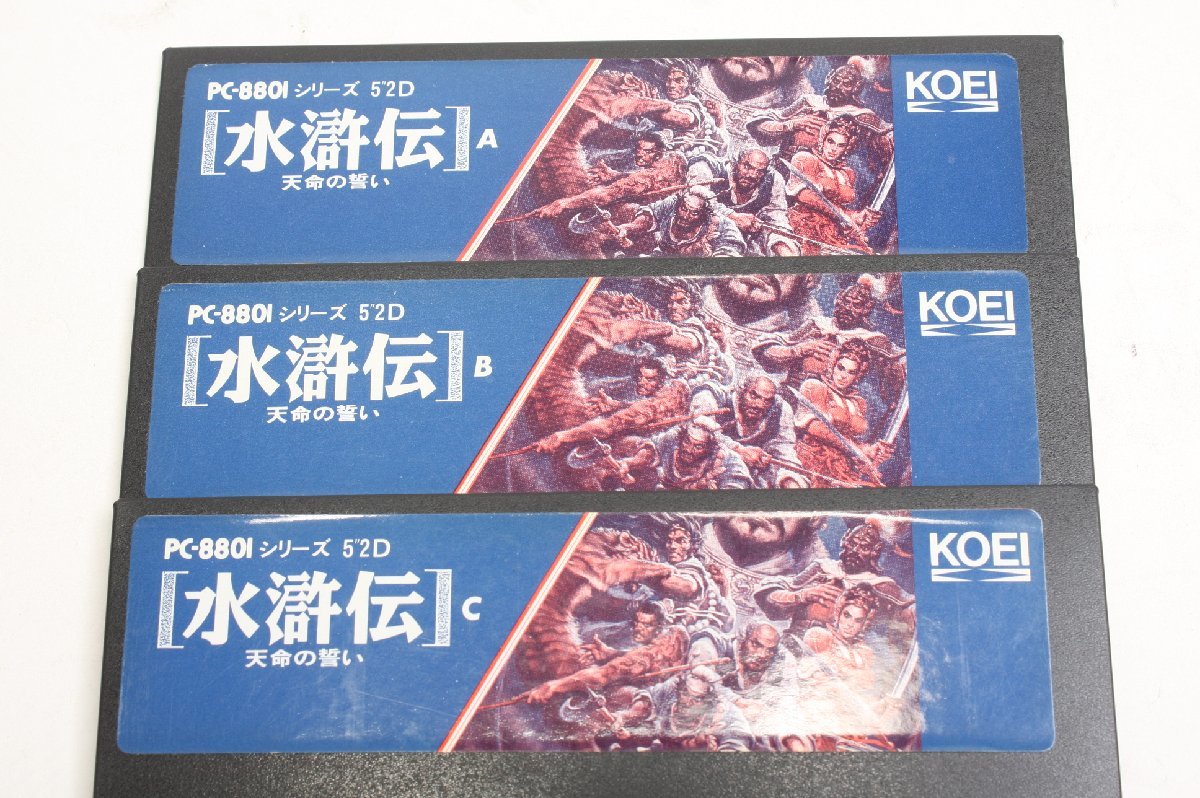 PC-8801 シリーズ 5"2D
[水滸伝] A
天命の誓い
KOEI
PC-8801 シリーズ 5"2D
[水滸伝] B
天命の誓い
KOEI
PC-8801 シリーズ 5"2D
[水滸伝] C
天命の誓い
KOEI